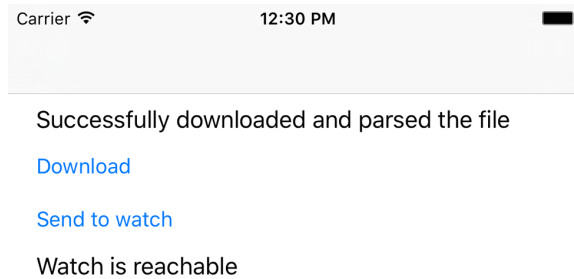 Carrier 12:30 PM
Successfully downloaded and parsed the file
Download
Send to watch
Watch is reachable